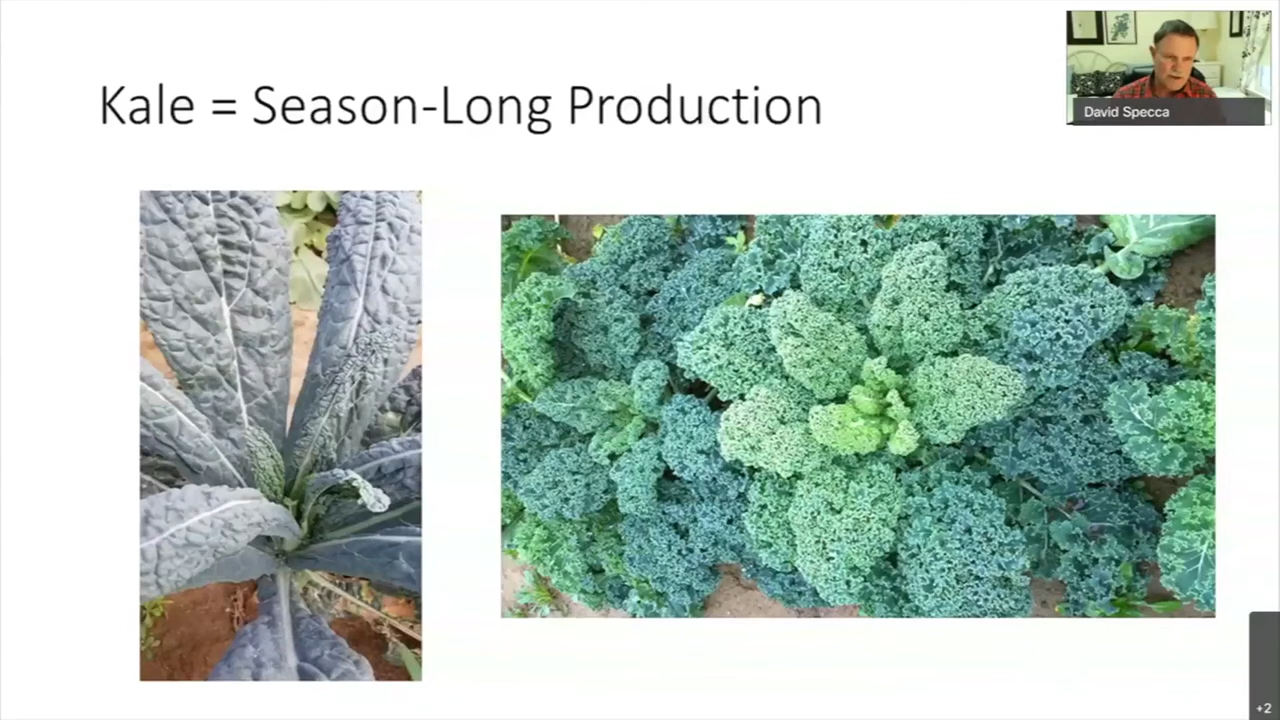 Kale = Season-Long Production
David Specca
+2